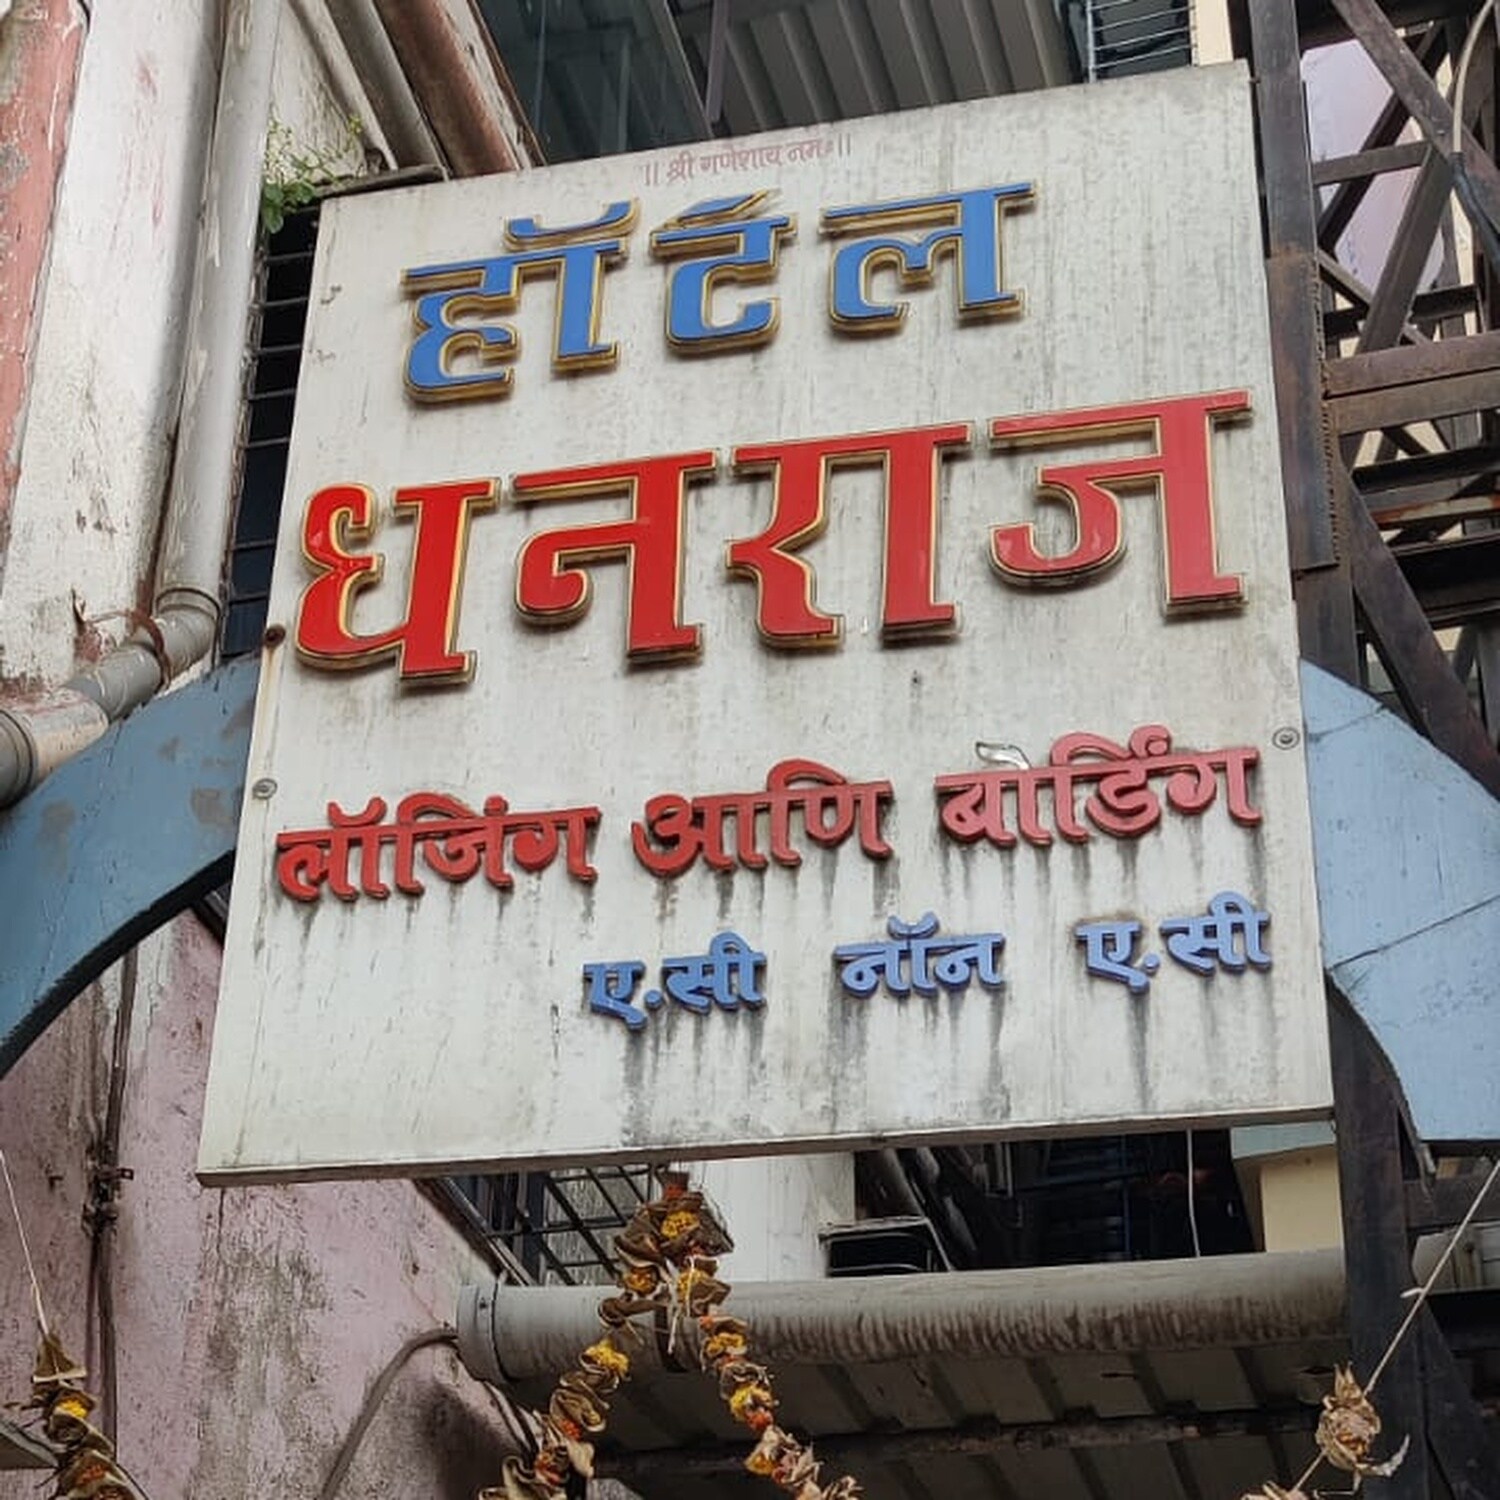 ॥ श्री गणेशाय नमः ॥
हॉटेल
धनराज
लॉजिंग आणि बोर्डिंग
ए.सी नॉन ए.सी